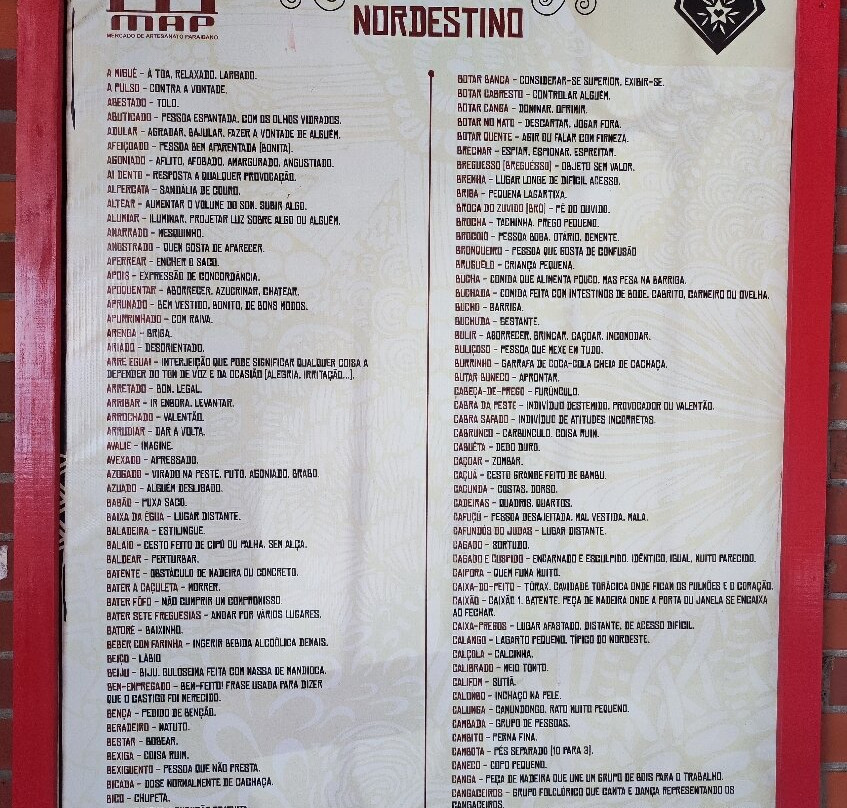 MAP
MERCADO DE ARTESANATO PARAIBANO
NORDESTINO
A MIGUÉ – À TOA, RELAXADO, LARGADO.
A PULSO – CONTRA A VONTADE.
ABESTADO – TOLO.
ABUTICADO – PESSOA ESPANTADA, COM OS OLHOS VIDRADOS.
ADULAR – AGRADAR, BAJULAR, FAZER A VONTADE DE ALGUÉM.
AFEIÇOADO – PESSOA BEM APARENTADA (BONITA).
AGONIADO – AFLITO, AFOBADO, AMARGURADO, ANGUSTIADO.
AI DENTO – RESPOSTA A QUALQUER PROVOCAÇÃO.
ALPERCATA – SANDÁLIA DE COURO.
ALTEAR – AUMENTAR O VOLUME DO SOM, SUBIR ALGO.
ALUMIAR – ILUMINAR, PROJETAR LUZ SOBRE ALGO OU ALGUÉM.
AMARRADO – MESQUINHO.
AMOSTRADO – QUEM GOSTA DE APARECER.
APERREAR – ENCHER O SACO.
APOIS – EXPRESSÃO DE CONCORDÂNCIA.
APOQUENTAR – ABORRECER, AZUCRINAR, CHATEAR.
APRUMADO – BEM VESTIDO, BONITO, DE BONS MODOS.
APURRINHADO – COM RAIVA.
ARENGA – BRIGA.
ARIADO – DESORIENTADO.
ARRE EGUA! – INTERJEIÇÃO QUE PODE SIGNIFICAR QUALQUER COISA A
DEPENDER DO TOM DE VOZ E DA OCASIÃO (ALEGRIA, IRRITAÇÃO...).
ARRETADO – BOM, LEGAL.
ARRIBAR – IR EMBORA, LEVANTAR.
ARROCHADO – VALENTÃO.
ARRUDIAR – DAR A VOLTA.
AVALIE – IMAGINE.
AVEXADO – APRESSADO.
AZOGADO – VIRADO NA PESTE, PUTO, AGONIADO, BRABO.
AZUADO – ALGUÉM DESLIGADO.
BABÃO – PUXA SACO.
BAIXA DA ÉGUA – LUGAR DISTANTE.
BALADEIRA – ESTILINGUE.
BALAIO – CESTO FEITO DE CIPÓ OU PALHA, SEM ALÇA.
BALDEAR – PERTURBAR.
BATENTE – OBSTÁCULO DE MADEIRA OU CONCRETO.
BATER A CAÇULETA – MORRER.
BATER FÔFO – NÃO CUMPRIR UM COMPROMISSO.
BATER SETE FREGUESIAS – ANDAR POR VÁRIOS LUGARES.
BATORÉ – BAIXINHO.
BEBER COM FARINHA – INGERIR BEBIDA ALCOÓLICA DEMAIS.
BEIÇO – LÁBIO
BEIJU – BIJU. BULOSEIMA FEITA COM MASSA DE MANDIOCA.
BEM-EMPREGADO – BEM-FEITO! FRASE USADA PARA DIZER
QUE O CASTIGO FOI MERECIDO.
BÊNÇA – PEDIDO DE BENÇÃO.
BERADEIRO – MATUTO.
BESTAR – BOBEAR.
BEXIGA – COISA RUIM.
BEXIGUENTO – PESSOA QUE NÃO PRESTA.
BICADA – DOSE NORMALMENTE DE CACHAÇA.
BICO – CHUPETA.
BOTAR BANCA – CONSIDERAR-SE SUPERIOR, EXIBIR-SE.
BOTAR CABRESTO – CONTROLAR ALGUÉM.
BOTAR CANGA – DOMINAR, OPRIMIR.
BOTAR NO MATO – DESCARTAR, JOGAR FORA.
BOTAR QUENTE – AGIR OU FALAR COM FIRMEZA.
BRECHAR – ESPIAR, ESPIONAR, ESPREITAR.
BREGUESSO (BREGUÉSSO) – OBJETO SEM VALOR.
BRENHA – LUGAR LONGE DE DIFÍCIL ACESSO.
BRIBA – PEQUENA LAGARTIXA.
BROCA DO ZUVIDO (BRO) – PÉ DO OUVIDO.
BROCHA – TACHINHA, PREGO PEQUENO.
BROCOIÓ – PESSOA BOBA, OTÁRIO, DEMENTE.
BRONQUEIRO – PESSOA QUE GOSTA DE CONFUSÃO
BRUGUELO – CRIANÇA PEQUENA.
BUCHA – COMIDA QUE ALIMENTA POUCO, MAS PESA NA BARRIGA.
BUCHADA – COMIDA FEITA COM INTESTINOS DE BODE, CABRITO, CARNEIRO OU OVELHA.
BUCHO – BARRIGA.
BUCHUDA – GESTANTE.
BULIR – ABORRECER, BRINCAR, CAÇOAR, INCOMODAR.
BULIÇOSO – PESSOA QUE MEXE EM TUDO.
BURRINHO – GARRAFA DE COCA-COLA CHEIA DE CACHAÇA.
BUTAR BUNECO – APRONTAR.
CABEÇA-DE-PREGO – FURÚNCULO.
CABRA DA PESTE – INDIVÍDUO DESTEMIDO, PROVOCADOR OU VALENTÃO.
CABRA SAFADO – INDIVÍDUO DE ATITUDES INCORRETAS.
CABRUNCO – CARBÚNCULO, COISA RUIM.
CABUÊTA – DEDO DURO.
CAÇOAR – ZOMBAR.
CAÇUÁ – CESTO GRANDE FEITO DE BAMBU.
CACUNDA – COSTAS, DORSO.
CADEIRAS – QUADRIS, QUARTOS.
CAFUÇÚ – PESSOA DESAJEITADA, MAL VESTIDA, MALA.
CAFUNDÓS DO JUDAS – LUGAR DISTANTE.
CAGADO – SORTUDO.
CAGADO E CUSPIDO – ENCARNADO E ESCULPIDO, IDÊNTICO, IGUAL, MUITO PARECIDO.
CAIPORA – QUEM FUMA MUITO.
CAIXA-DO-PEITO – TÓRAX, CAVIDADE TORÁCICA ONDE FICAM OS PULMÕES E O CORAÇÃO.
CAIXÃO – CAIXÃO 1. BATENTE, PEÇA DE MADEIRA ONDE A PORTA OU JANELA SE ENCAIXA
AO FECHAR.
CAIXA-PREGOS – LUGAR AFASTADO, DISTANTE, DE ACESSO DIFÍCIL.
CALANGO – LAGARTO PEQUENO, TÍPICO DO NORDESTE.
CALÇOLA – CALCINHA.
CALIBRADO – MEIO TONTO.
CALIFOM – SUTIÃ.
CALOMBO – INCHAÇO NA PELE.
CALUNGA – CAMUNDONGO, RATO MUITO PEQUENO.
CAMBADA – GRUPO DE PESSOAS.
CAMBITO – PERNA FINA.
CAMBOTA – PÉS SEPARADO (10 PARA 3).
CANECO – COPO PEQUENO.
CANGA – PEÇA DE MADEIRA QUE UNE UM GRUPO DE BOIS PARA O TRABALHO.
CANGACEIROS – GRUPO FOLCLÓRICO QUE CANTA E DANÇA REPRESENTANDO OS
CANGACEIROS.